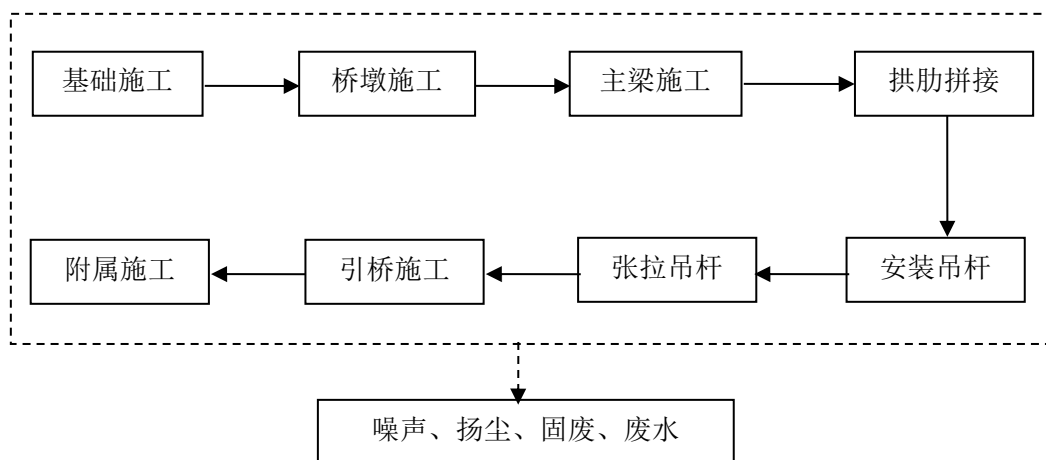 基础施工
桥墩施工
主梁施工
拱肋拼接
附属施工
引桥施工
张拉吊杆
安装吊杆
噪声、扬尘、固废、废水